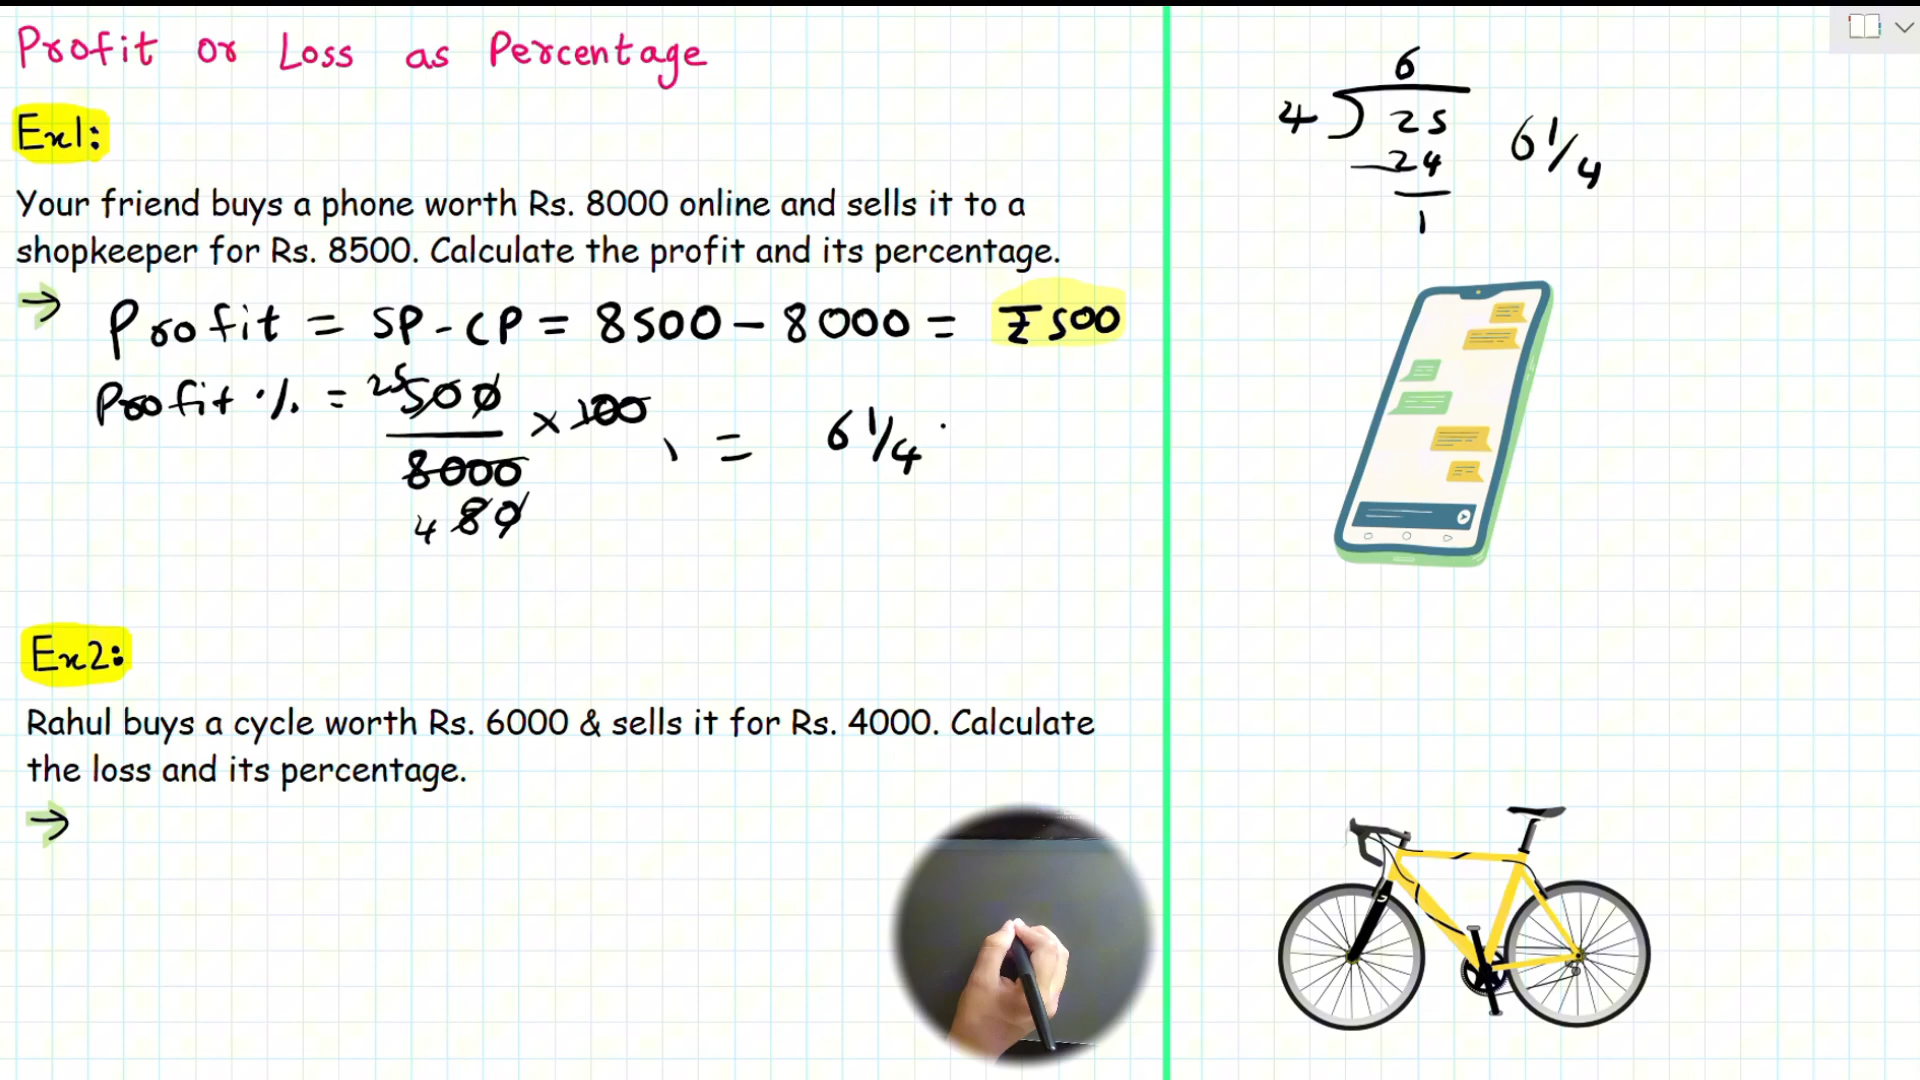 Profit or Loss as Percentage
Ex1:
Your friend buys a phone worth Rs. 8000 online and sells it to a
shopkeeper for Rs. 8500. Calculate the profit and its percentage.
→ Profit = SP - CP = 8500 - 8000 = ₹500
Profit % = 25 500
8000
× 100 1 = 6 1/4
4 80
Ex2:
Rahul buys a cycle worth Rs. 6000 & sells it for Rs. 4000. Calculate
the loss and its percentage.
→
6
4 ) 25
- 24
1
6 1/4